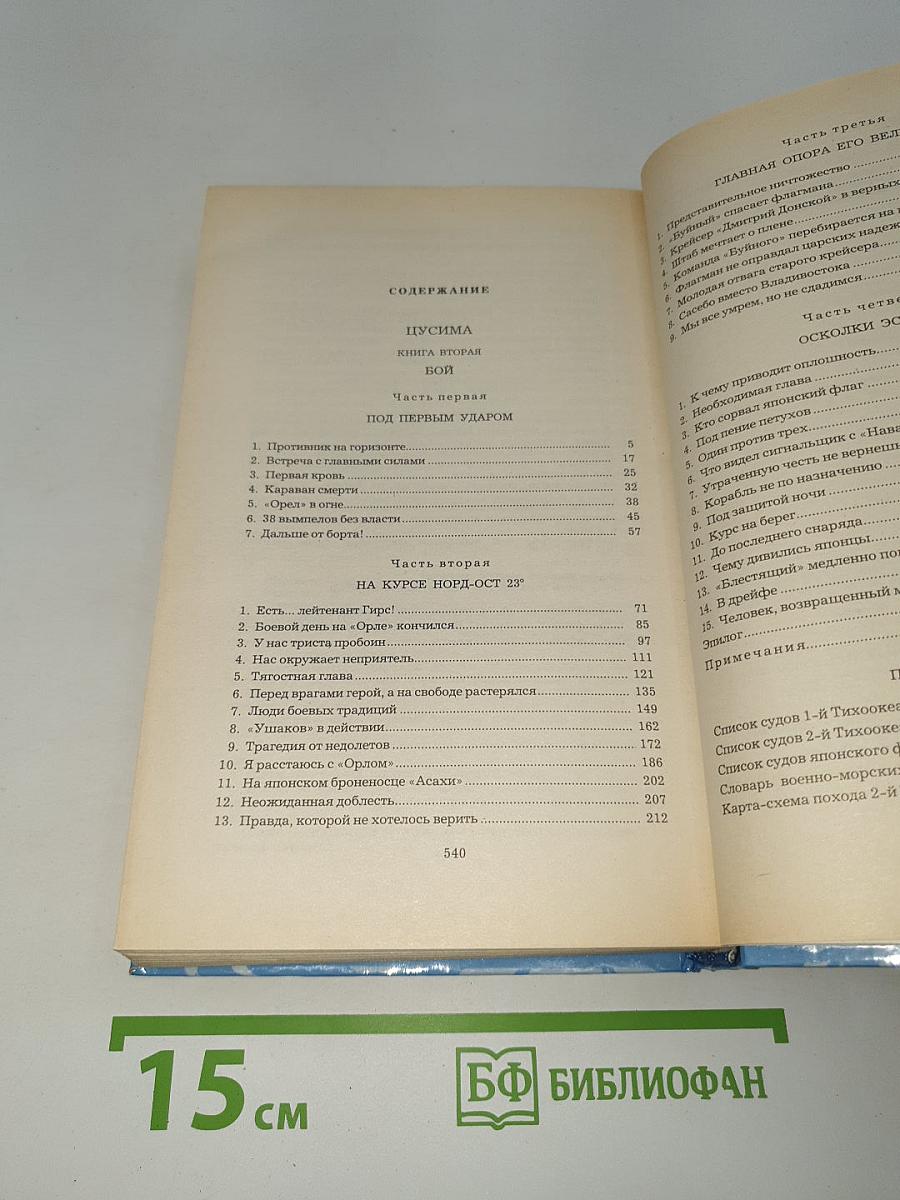 СОДЕРЖАНИЕ
ЦУСИМА
КНИГА ВТОРАЯ
БОЙ
Часть первая
ПОД ПЕРВЫМ УДАРОМ
1. Противник на горизонте.......... 5
2. Встреча с главными силами.......... 17
3. Первая кровь.......... 25
4. Караван смерти.......... 32
5. «Орел» в огне.......... 38
6. 38 вымпелов без власти.......... 45
7. Дальше от борта!.......... 57
Часть вторая
НА КУРСЕ НОРД-ОСТ 23°
1. Есть... лейтенант Гирс!.......... 71
2. Боевой день на «Орле» кончился.......... 85
3. У нас триста пробоин.......... 97
4. Нас окружает неприятель.......... 111
5. Тягостная глава.......... 121
6. Перед врагами герой, а на свободе растерялся.......... 135
7. Люди боевых традиций.......... 149
8. «Ушаков» в действии.......... 162
9. Трагедия от недолетов.......... 172
10. Я расстаюсь с «Орлом».......... 186
11. На японском броненосце «Асахи».......... 202
12. Неожиданная доблесть.......... 207
13. Правда, которой не хотелось верить.......... 212
540
Часть третья
ГЛАВНАЯ ОПОРА ЕГО
1. Представительное ничтожество
2. «Буйный» спасает флагмана
3. Крейсер «Дмитрий Донской» в верных
4. Штаб мечтает о плене
5. Команда «Буйного» перебирается на
6. Флагман не оправдал царских
7. Молодая отвага старого крейсера
8. Сасебо вместо Владивостока
9. Мы все умрем, но не сдадимся
Часть
ОСКОЛКИ
1. К чему приводит оплошность
2. Необходимая глава
3. Кто сорвал японский флаг
4. Под пение петухов
5. Один против трех
6. Что видел сигнальщик с
7. Утраченную честь не вернешь
8. Корабль не по назначению
9. Под защитой ночи
10. Курс на берег
11. До последнего снаряда
12. Чему дивились японцы
13. «Блестящий» медленно
14. В дрейфе
15. Человек, возвращенный
Эпилог
Примечания
Список судов 1-й
Список судов 2-й
Список судов японского
Словарь военно-морских
Карта-схема похода 2-й
15 см
БФ БИБЛИОФАН